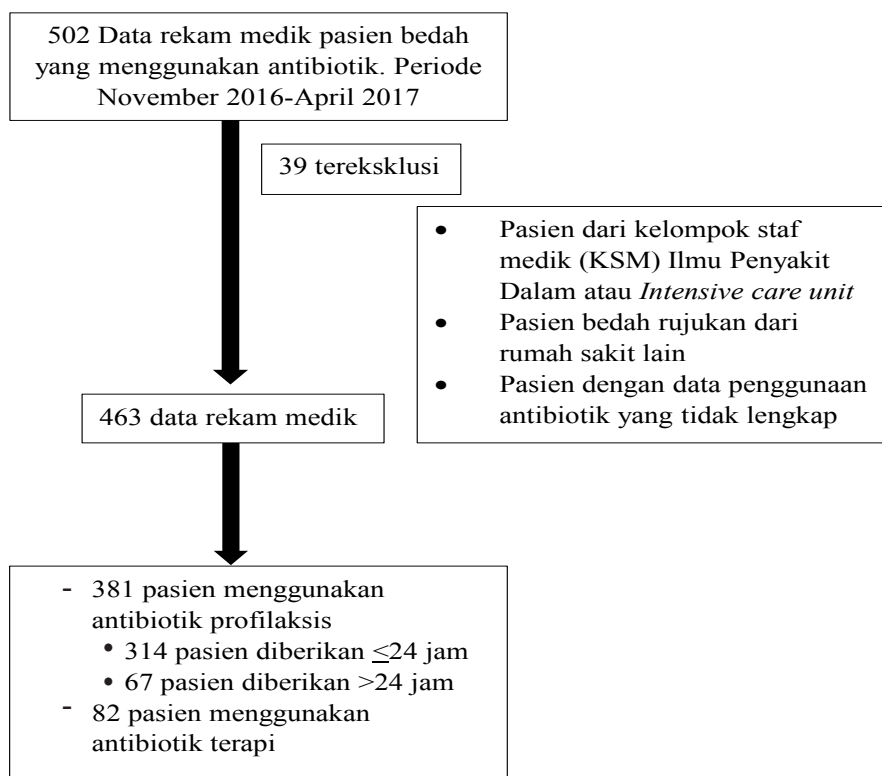 502 Data rekam medik pasien bedah
yang menggunakan antibiotik. Periode
November 2016-April 2017
39 tereksklusi
• Pasien dari kelompok staf
medik (KSM) Ilmu Penyakit
Dalam atau Intensive care unit
• Pasien bedah rujukan dari
rumah sakit lain
• Pasien dengan data penggunaan
antibiotik yang tidak lengkap
463 data rekam medik
- 381 pasien menggunakan
antibiotik profilaksis
• 314 pasien diberikan ≤24 jam
• 67 pasien diberikan >24 jam
- 82 pasien menggunakan
antibiotik terapi